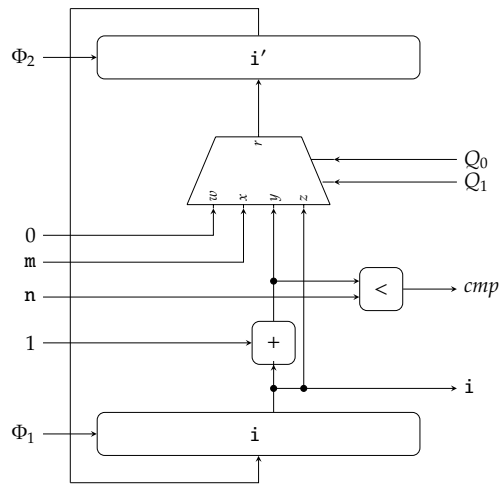 Φ₂ i′
r
Q₀
Q₁
w x y z
0
m
< cmp
n
1 +
i
Φ₁ i